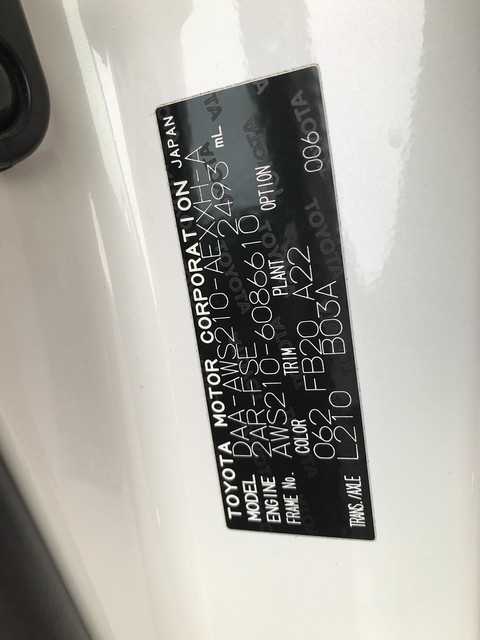 TOYOTA MOTOR CORPORATION JAPAN
MODEL DAA-AWS210-AEXXH-A
ENGINE 2AR-FSE 2493 mL
FRAME No. AWS210-6086610
COLOR TRIM PLANT OPTION
062 FB20 A22 006
TRANS./AXLE L210 B03A